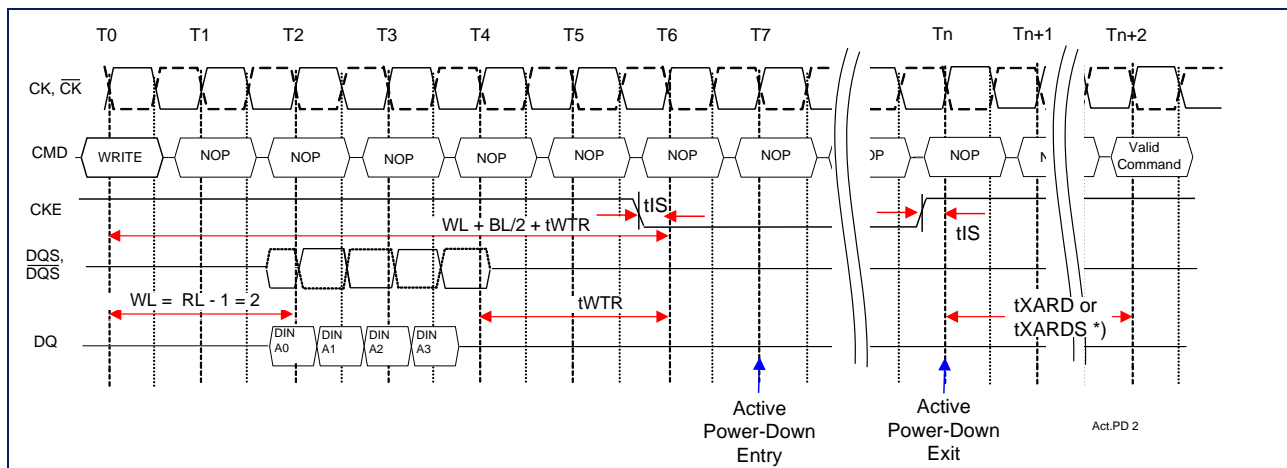 T0 T1 T2 T3 T4 T5 T6 T7 Tn Tn+1 Tn+2
CK, CK
CMD WRITE NOP NOP NOP NOP NOP NOP NOP OP NOP N Valid
Command
CKE tIS tIS
WL + BL/2 + tWTR
DQS,
DQS
WL = RL - 1 = 2 tWTR tXARD or
tXARDS *)
DQ DIN A0 DIN A1 DIN A2 DIN A3
Active
Power-Down
Entry
Active
Power-Down
Exit
Act.PD 2